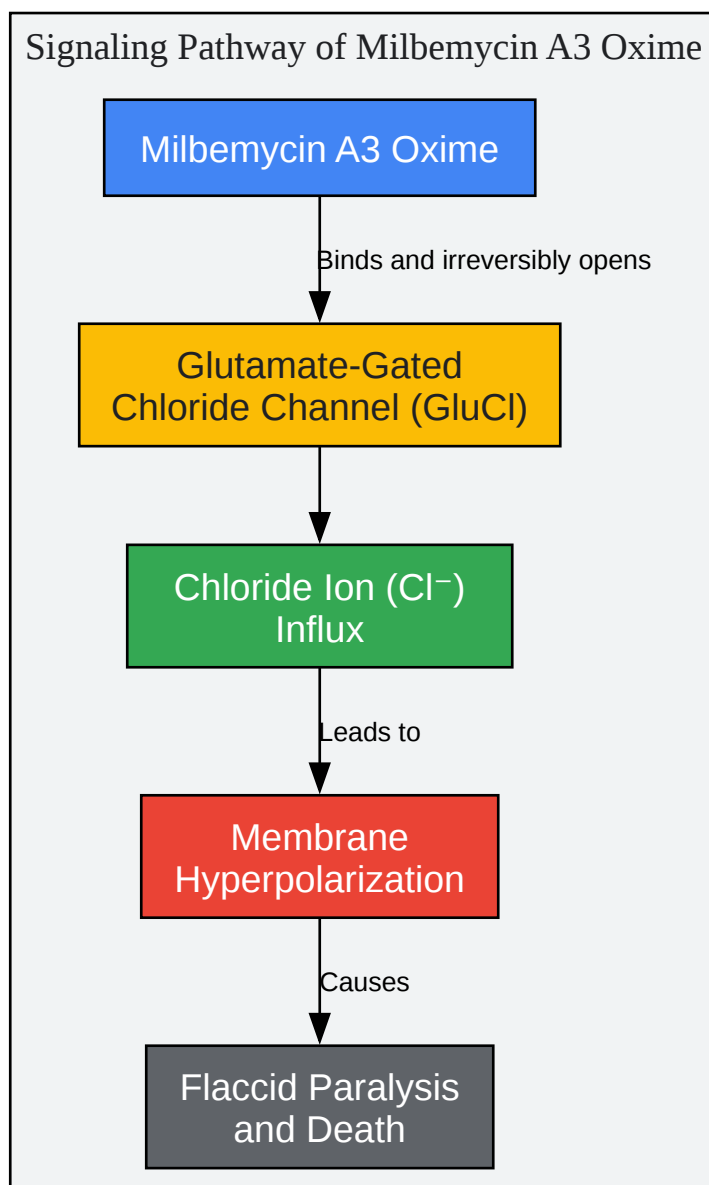 Signaling Pathway of Milbemycin A3 Oxime
Milbemycin A3 Oxime
Binds and irreversibly opens
Glutamate-Gated
Chloride Channel (GluCl)
Chloride Ion (Cl⁻)
Influx
Leads to
Membrane
Hyperpolarization
Causes
Flaccid Paralysis
and Death